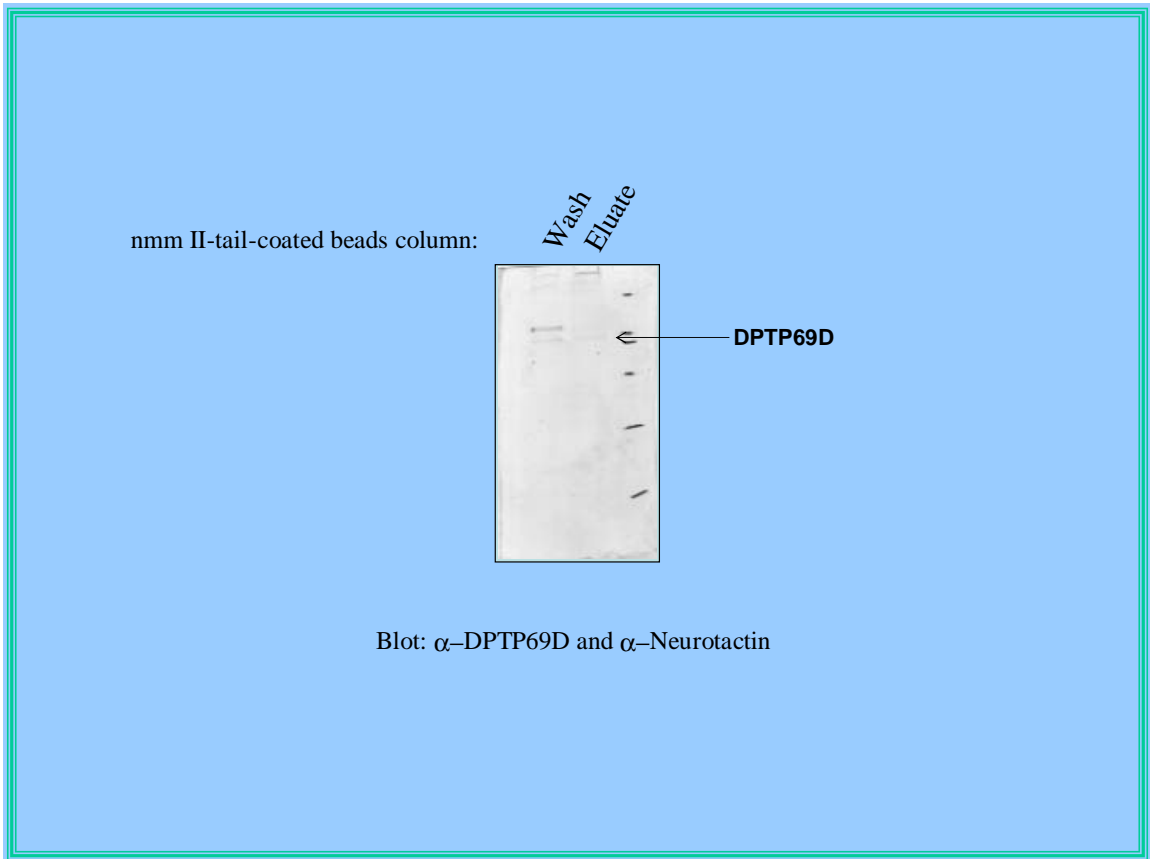 Wash
Eluate
nmm II-tail-coated beads column:
DPTP69D
Blot: α–DPTP69D and α–Neurotactin